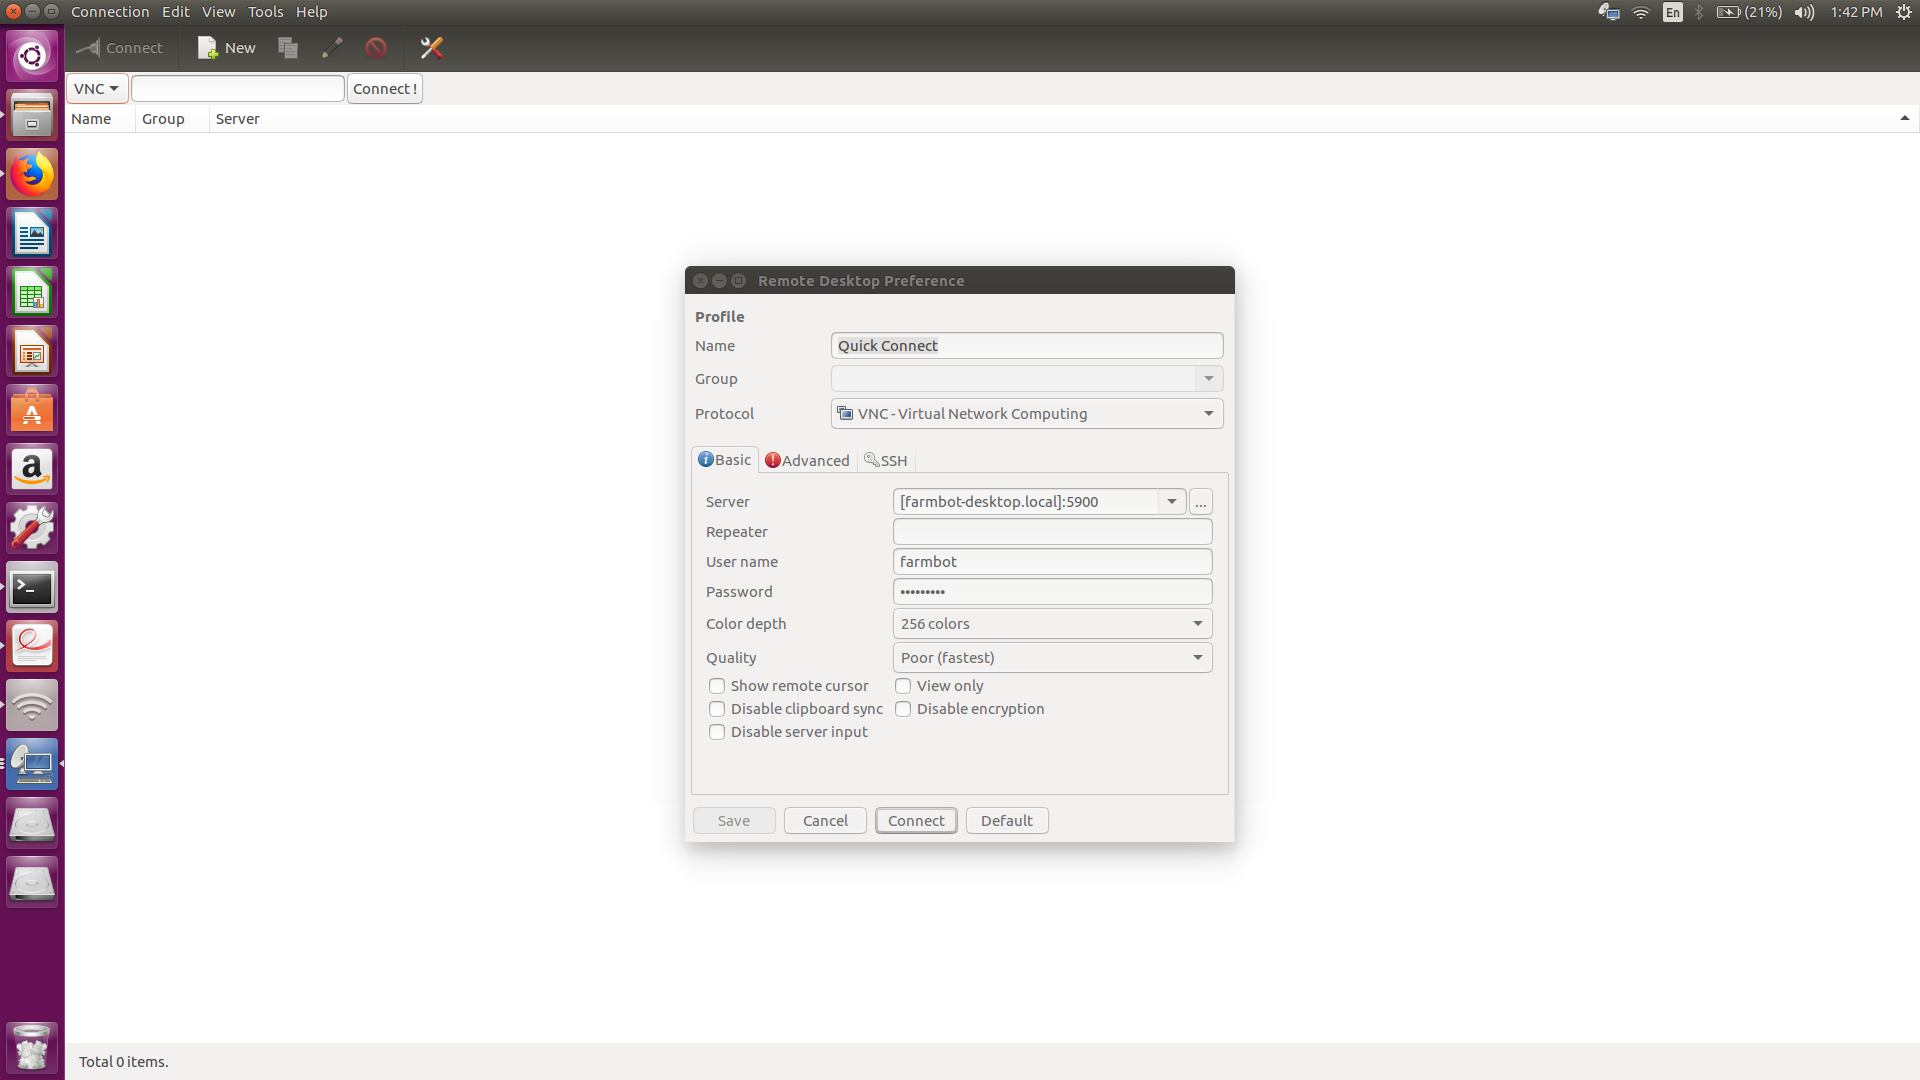 Connection Edit View Tools Help
En (21%) 1:42 PM
Connect New
VNC Connect !
Name Group Server
Remote Desktop Preference
Profile
Name Quick Connect
Group
Protocol VNC - Virtual Network Computing
Basic Advanced SSH
Server [farmbot-desktop.local]:5900 ...
Repeater
User name farmbot
Password •••••••••
Color depth 256 colors
Quality Poor (fastest)
Show remote cursor View only
Disable clipboard sync Disable encryption
Disable server input
Save Cancel Connect Default
Total 0 items.